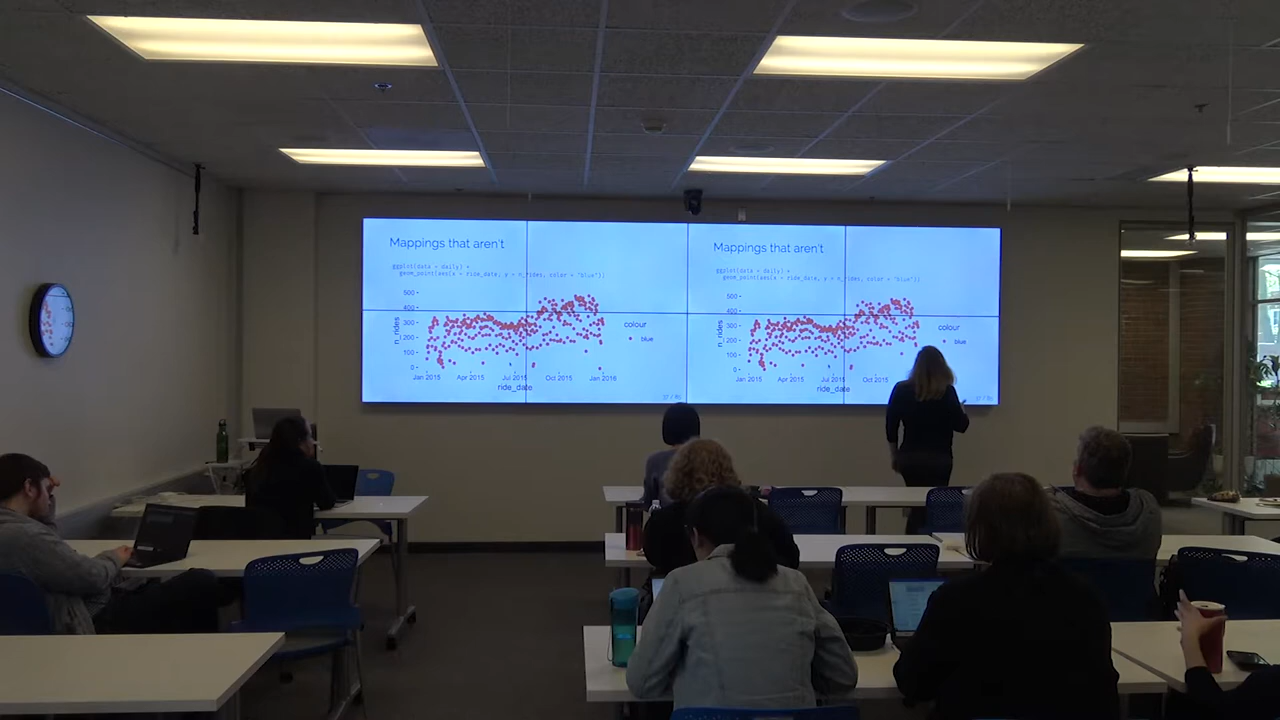 Mappings that aren't
ggplot(data = daily) +
geom_point(aes(x = ride_date, y = n_rides, color = "blue"))
500
400
300
200
100
0
n_rides
Jan 2015 Apr 2015 Jul 2015 Oct 2015 Jan 2016
ride_date
colour
blue
Mappings that aren't
ggplot(data = daily) +
geom_point(aes(x = ride_date, y = n_rides, color = "blue"))
500
400
300
200
100
0
n_rides
Jan 2015 Apr 2015 Jul 2015 Oct 2015
ride_date
colour
blue